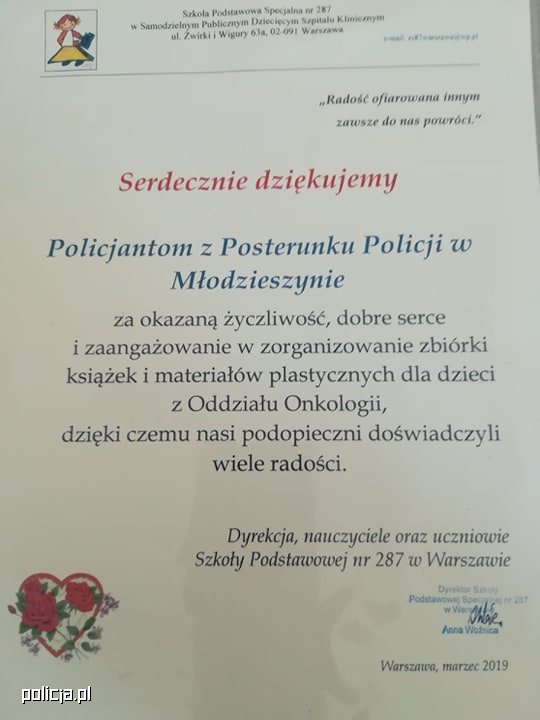 Szkoła Podstawowa Specjalna nr 287
w Samodzielnym Publicznym Dziecięcym Szpitalu Klinicznym
ul. Żwirki i Wigury 63a, 02-091 Warszawa
e-mail:
„Radość ofiarowana innym
zawsze do nas powróci.”
Serdecznie dziękujemy
Policjantom z Posterunku Policji w
Młodzieszynie
za okazaną życzliwość, dobre serce
i zaangażowanie w zorganizowanie zbiórki
książek i materiałów plastycznych dla dzieci
z Oddziału Onkologii,
dzięki czemu nasi podopieczni doświadczyli
wiele radości.
Dyrekcja, nauczyciele oraz uczniowie
Szkoły Podstawowej nr 287 w Warszawie
Dyrektor Szkoły
Podstawowej Specjalnej nr 287
w Warszawie
Anna Woźnica
Warszawa, marzec 2019
policja.pl